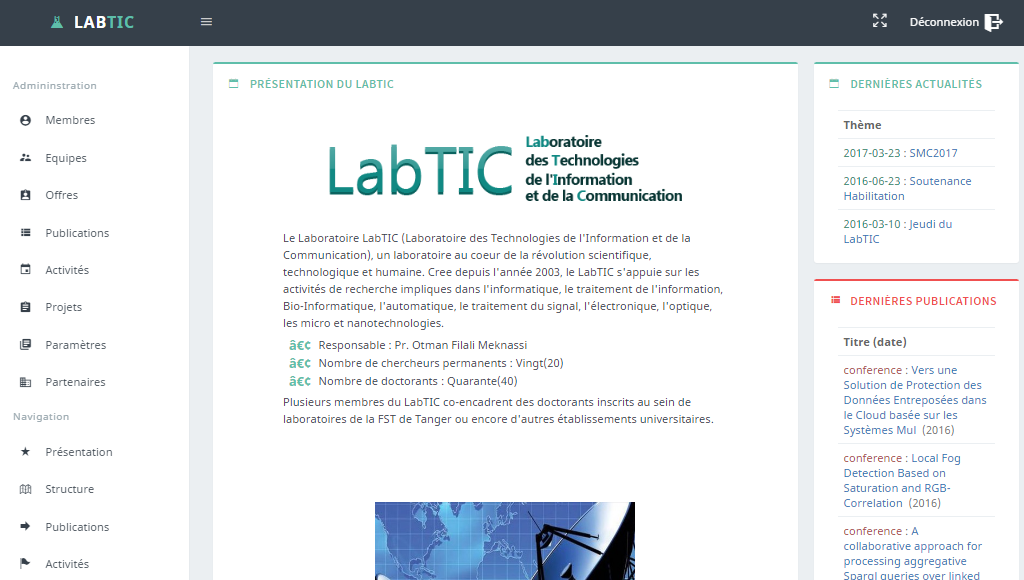 LABTIC
Déconnexion
Admininstration
Membres
Equipes
Offres
Publications
Activités
Projets
Paramètres
Partenaires
Navigation
Présentation
Structure
Publications
Activités
PRÉSENTATION DU LABTIC
LabTIC
Laboratoire
des Technologies
de l'Information
et de la Communication
Le Laboratoire LabTIC (Laboratoire des Technologies de l'Information et de la
Communication), un laboratoire au coeur de la révolution scientifique,
technologique et humaine. Cree depuis l'année 2003, le LabTIC s'appuie sur les
activités de recherche impliques dans l'informatique, le traitement de l'information,
Bio-Informatique, l'automatique, le traitement du signal, l'électronique, l'optique,
les micro et nanotechnologies.
â€¢ Responsable : Pr. Otman Filali Meknassi
â€¢ Nombre de chercheurs permanents : Vingt(20)
â€¢ Nombre de doctorants : Quarante(40)
Plusieurs membres du LabTIC co-encadrent des doctorants inscrits au sein de
laboratoires de la FST de Tanger ou encore d'autres établissements universitaires.
DERNIÈRES ACTUALITÉS
Thème
2017-03-23 : SMC2017
2016-06-23 : Soutenance
Habilitation
2016-03-10 : Jeudi du
LabTIC
DERNIÈRES PUBLICATIONS
Titre (date)
conference : Vers une
Solution de Protection des
Données Entreposées dans
le Cloud basée sur les
Systèmes Mul (2016)
conference : Local Fog
Detection Based on
Saturation and RGB-
Correlation (2016)
conference : A
collaborative approach for
processing aggregative
Sparql queries over linked